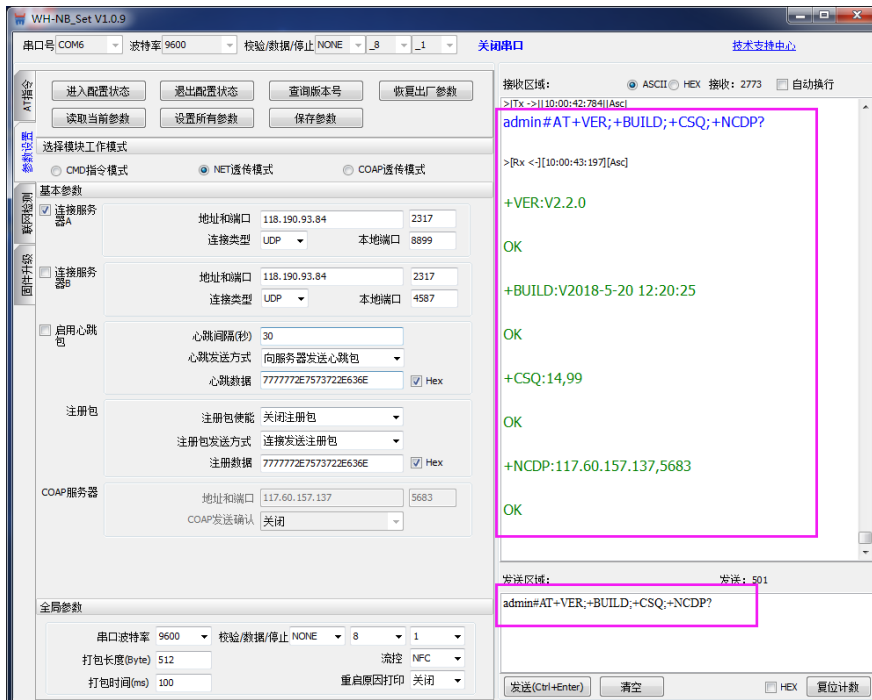 WH-NB_Set V1.0.9
串口号 COM6 波特率 9600 校验/数据/停止 NONE _8 _1 关闭串口 技术支持中心
AT指令
参数设置
联网检测
固件升级
进入配置状态 退出配置状态 查询版本号 恢复出厂参数
读取当前参数 设置所有参数 保存参数
选择模块工作模式
CMD指令模式 NET透传模式 COAP透传模式
基本参数
连接服务器A
地址和端口 118.190.93.84 2317
连接类型 UDP 本地端口 8899
连接服务器B
地址和端口 118.190.93.84 2317
连接类型 UDP 本地端口 4587
启用心跳包
心跳间隔(秒) 30
心跳发送方式 向服务器发送心跳包
心跳数据 7777772E7573722E636E Hex
注册包
注册包使能 关闭注册包
注册包发送方式 连接发送注册包
注册数据 7777772E7573722E636E Hex
COAP服务器
地址和端口 117.60.157.137 5683
COAP发送确认 关闭
全局参数
串口波特率 9600 校验/数据/停止 NONE 8 1
打包长度(Byte) 512 流控 NFC
打包时间(ms) 100 重启原因打印 关闭
接收区域: ASCII HEX 接收: 2773 自动换行
>[Tx ->][10:00:42:784][Asc]
admin#AT+VER;+BUILD;+CSQ;+NCDP?
>[Rx <-][10:00:43:197][Asc]
+VER:V2.2.0
OK
+BUILD:V2018-5-20 12:20:25
OK
+CSQ:14,99
OK
+NCDP:117.60.157.137,5683
OK
发送区域: 发送: 501
admin#AT+VER;+BUILD;+CSQ;+NCDP?
发送(Ctrl+Enter) 清空 HEX 复位计数